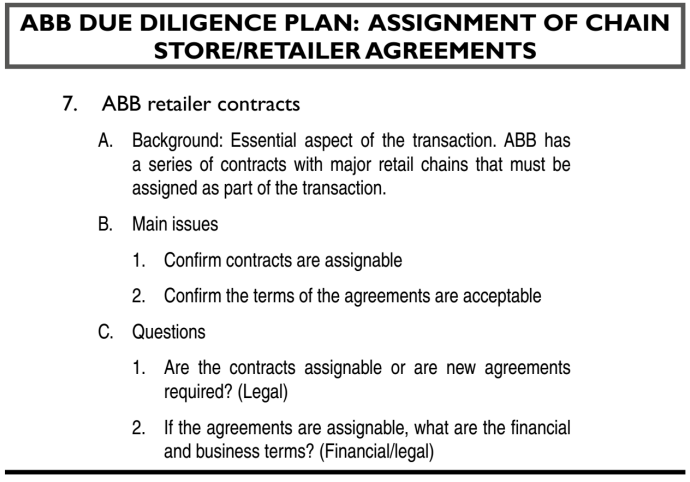 ABB DUE DILIGENCE PLAN: ASSIGNMENT OF CHAIN
STORE/RETAILER AGREEMENTS
7. ABB retailer contracts
A. Background: Essential aspect of the transaction. ABB has
a series of contracts with major retail chains that must be
assigned as part of the transaction.
B. Main issues
1. Confirm contracts are assignable
2. Confirm the terms of the agreements are acceptable
C. Questions
1. Are the contracts assignable or are new agreements
required? (Legal)
2. If the agreements are assignable, what are the financial
and business terms? (Financial/legal)